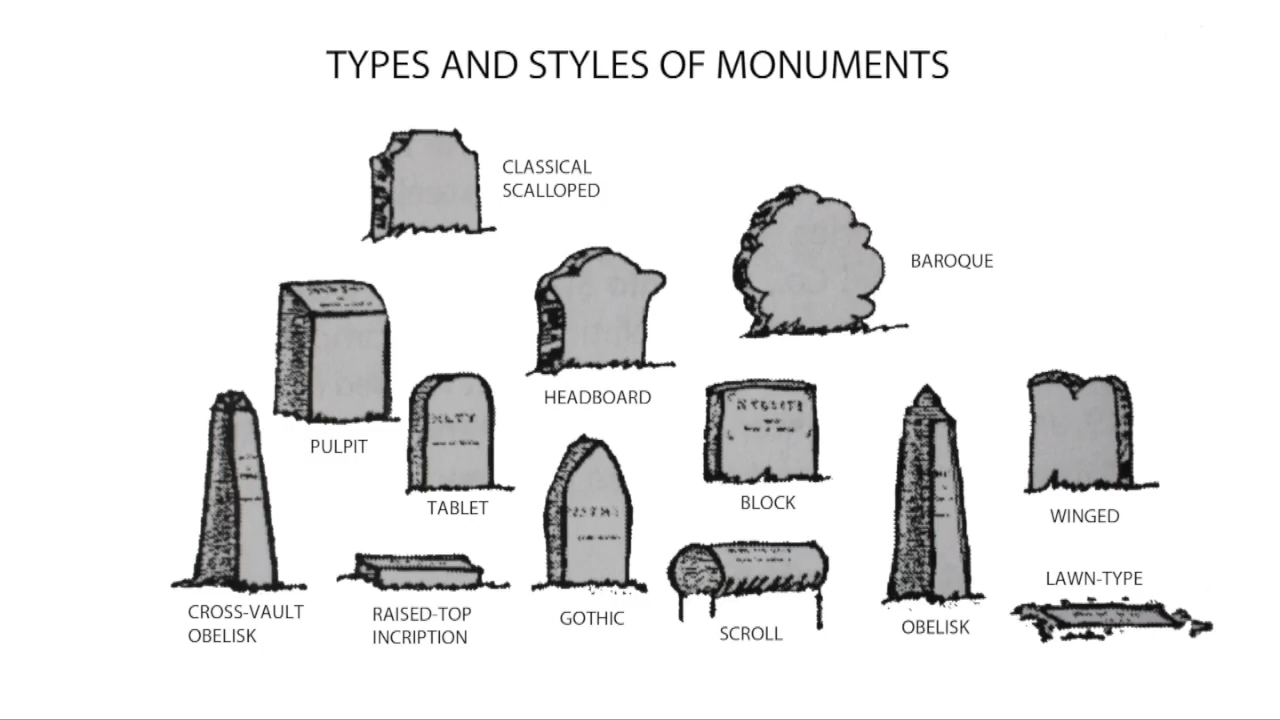 TYPES AND STYLES OF MONUMENTS
CLASSICAL
SCALLOPED
BAROQUE
HEADBOARD
PULPIT
TABLET
BLOCK
WINGED
CROSS-VAULT
OBELISK
RAISED-TOP
INCRIPTION
GOTHIC
SCROLL
OBELISK
LAWN-TYPE